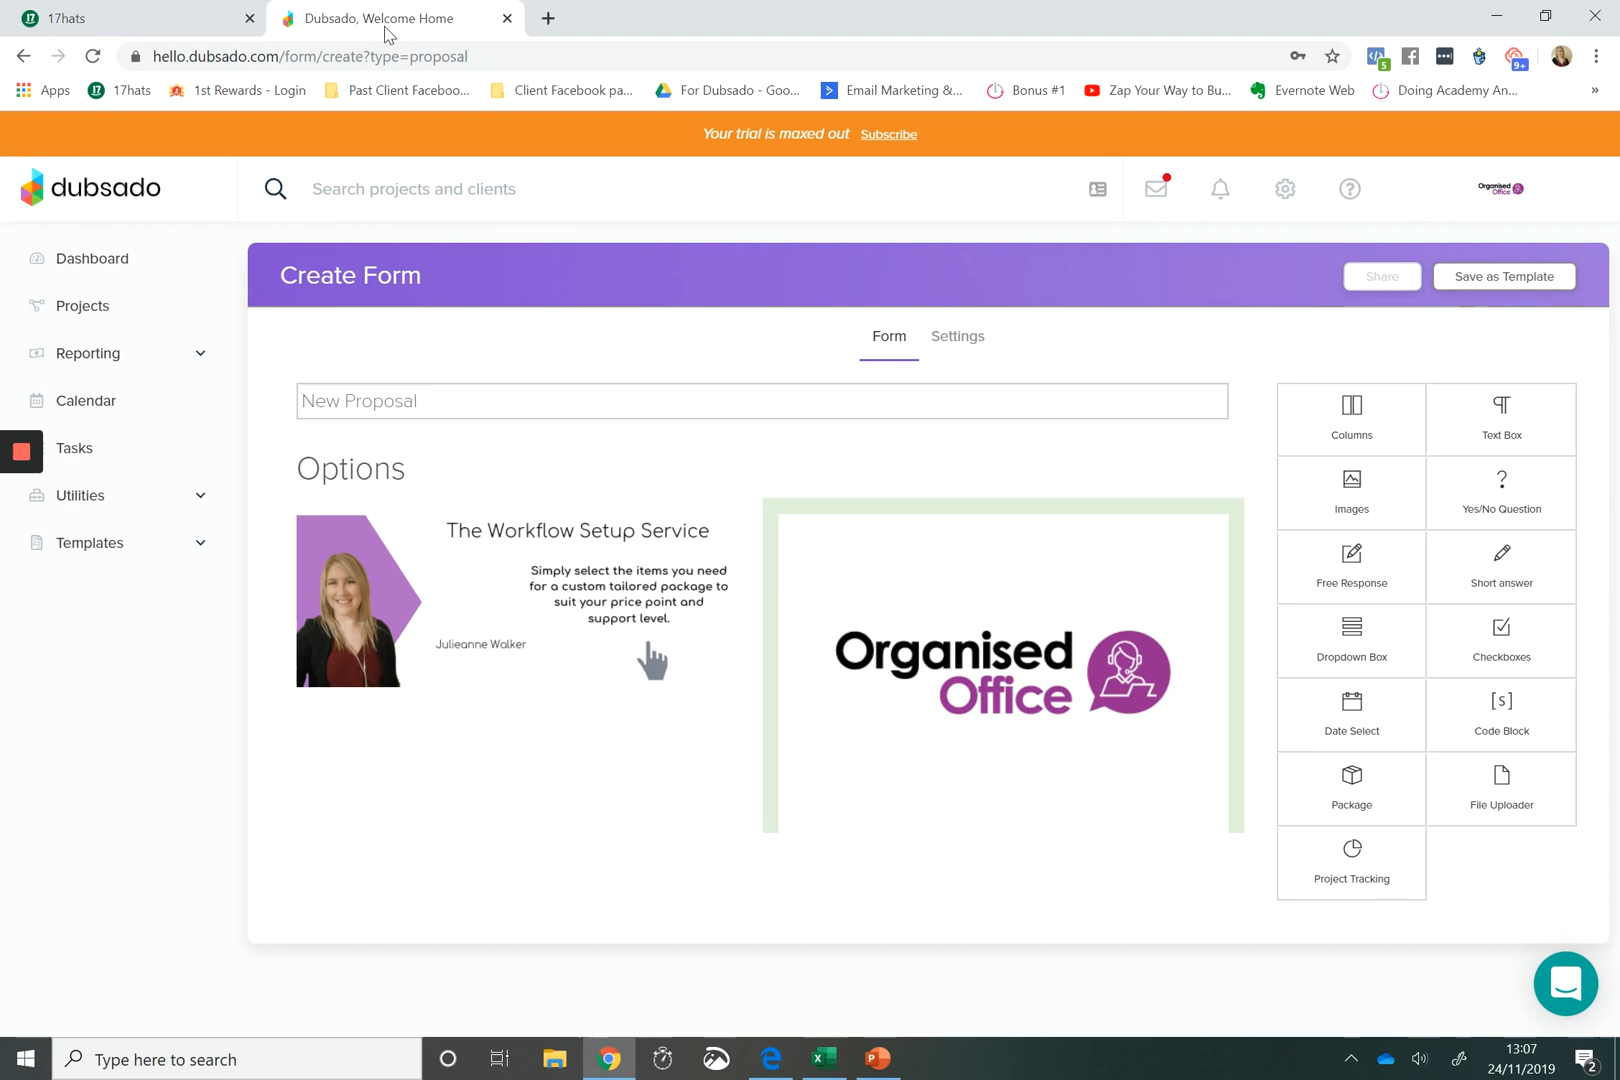 17hats
Dubsado, Welcome Home
hello.dubsado.com/form/create?type=proposal
5
9+
Apps
17hats
1st Rewards - Login
Past Client Faceboo...
Client Facebook pa...
For Dubsado - Goo...
Email Marketing &...
Bonus #1
Zap Your Way to Bu...
Evernote Web
Doing Academy An...
»
Your trial is maxed out Subscribe
dubsado
Search projects and clients
Organised
Office
Dashboard
Projects
Reporting
Calendar
Tasks
Utilities
Templates
Create Form
Share
Save as Template
Form
Settings
New Proposal
Options
The Workflow Setup Service
Simply select the items you need
for a custom tailored package to
suit your price point and
support level.
Julieanne Walker
Organised
Office
Columns
Text Box
Images
Yes/No Question
Free Response
Short answer
Dropdown Box
Checkboxes
Date Select
[s]
Code Block
Package
File Uploader
Project Tracking
Type here to search
13:07
24/11/2019
2